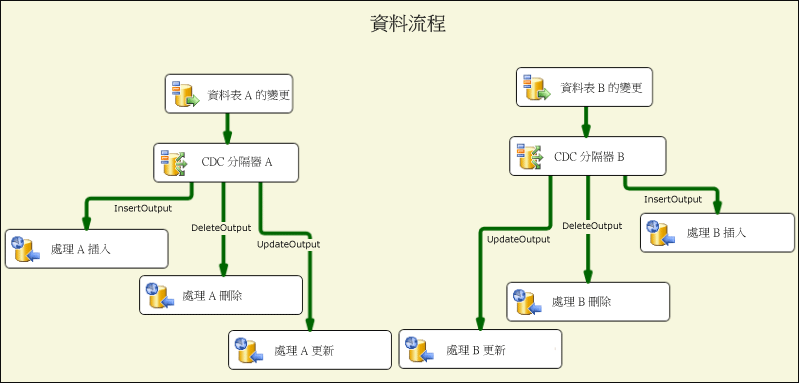 資料流程
資料表 A 的變更
CDC 分隔器 A
InsertOutput
DeleteOutput
UpdateOutput
處理 A 插入
處理 A 刪除
處理 A 更新
資料表 B 的變更
CDC 分隔器 B
InsertOutput
DeleteOutput
UpdateOutput
處理 B 插入
處理 B 刪除
處理 B 更新